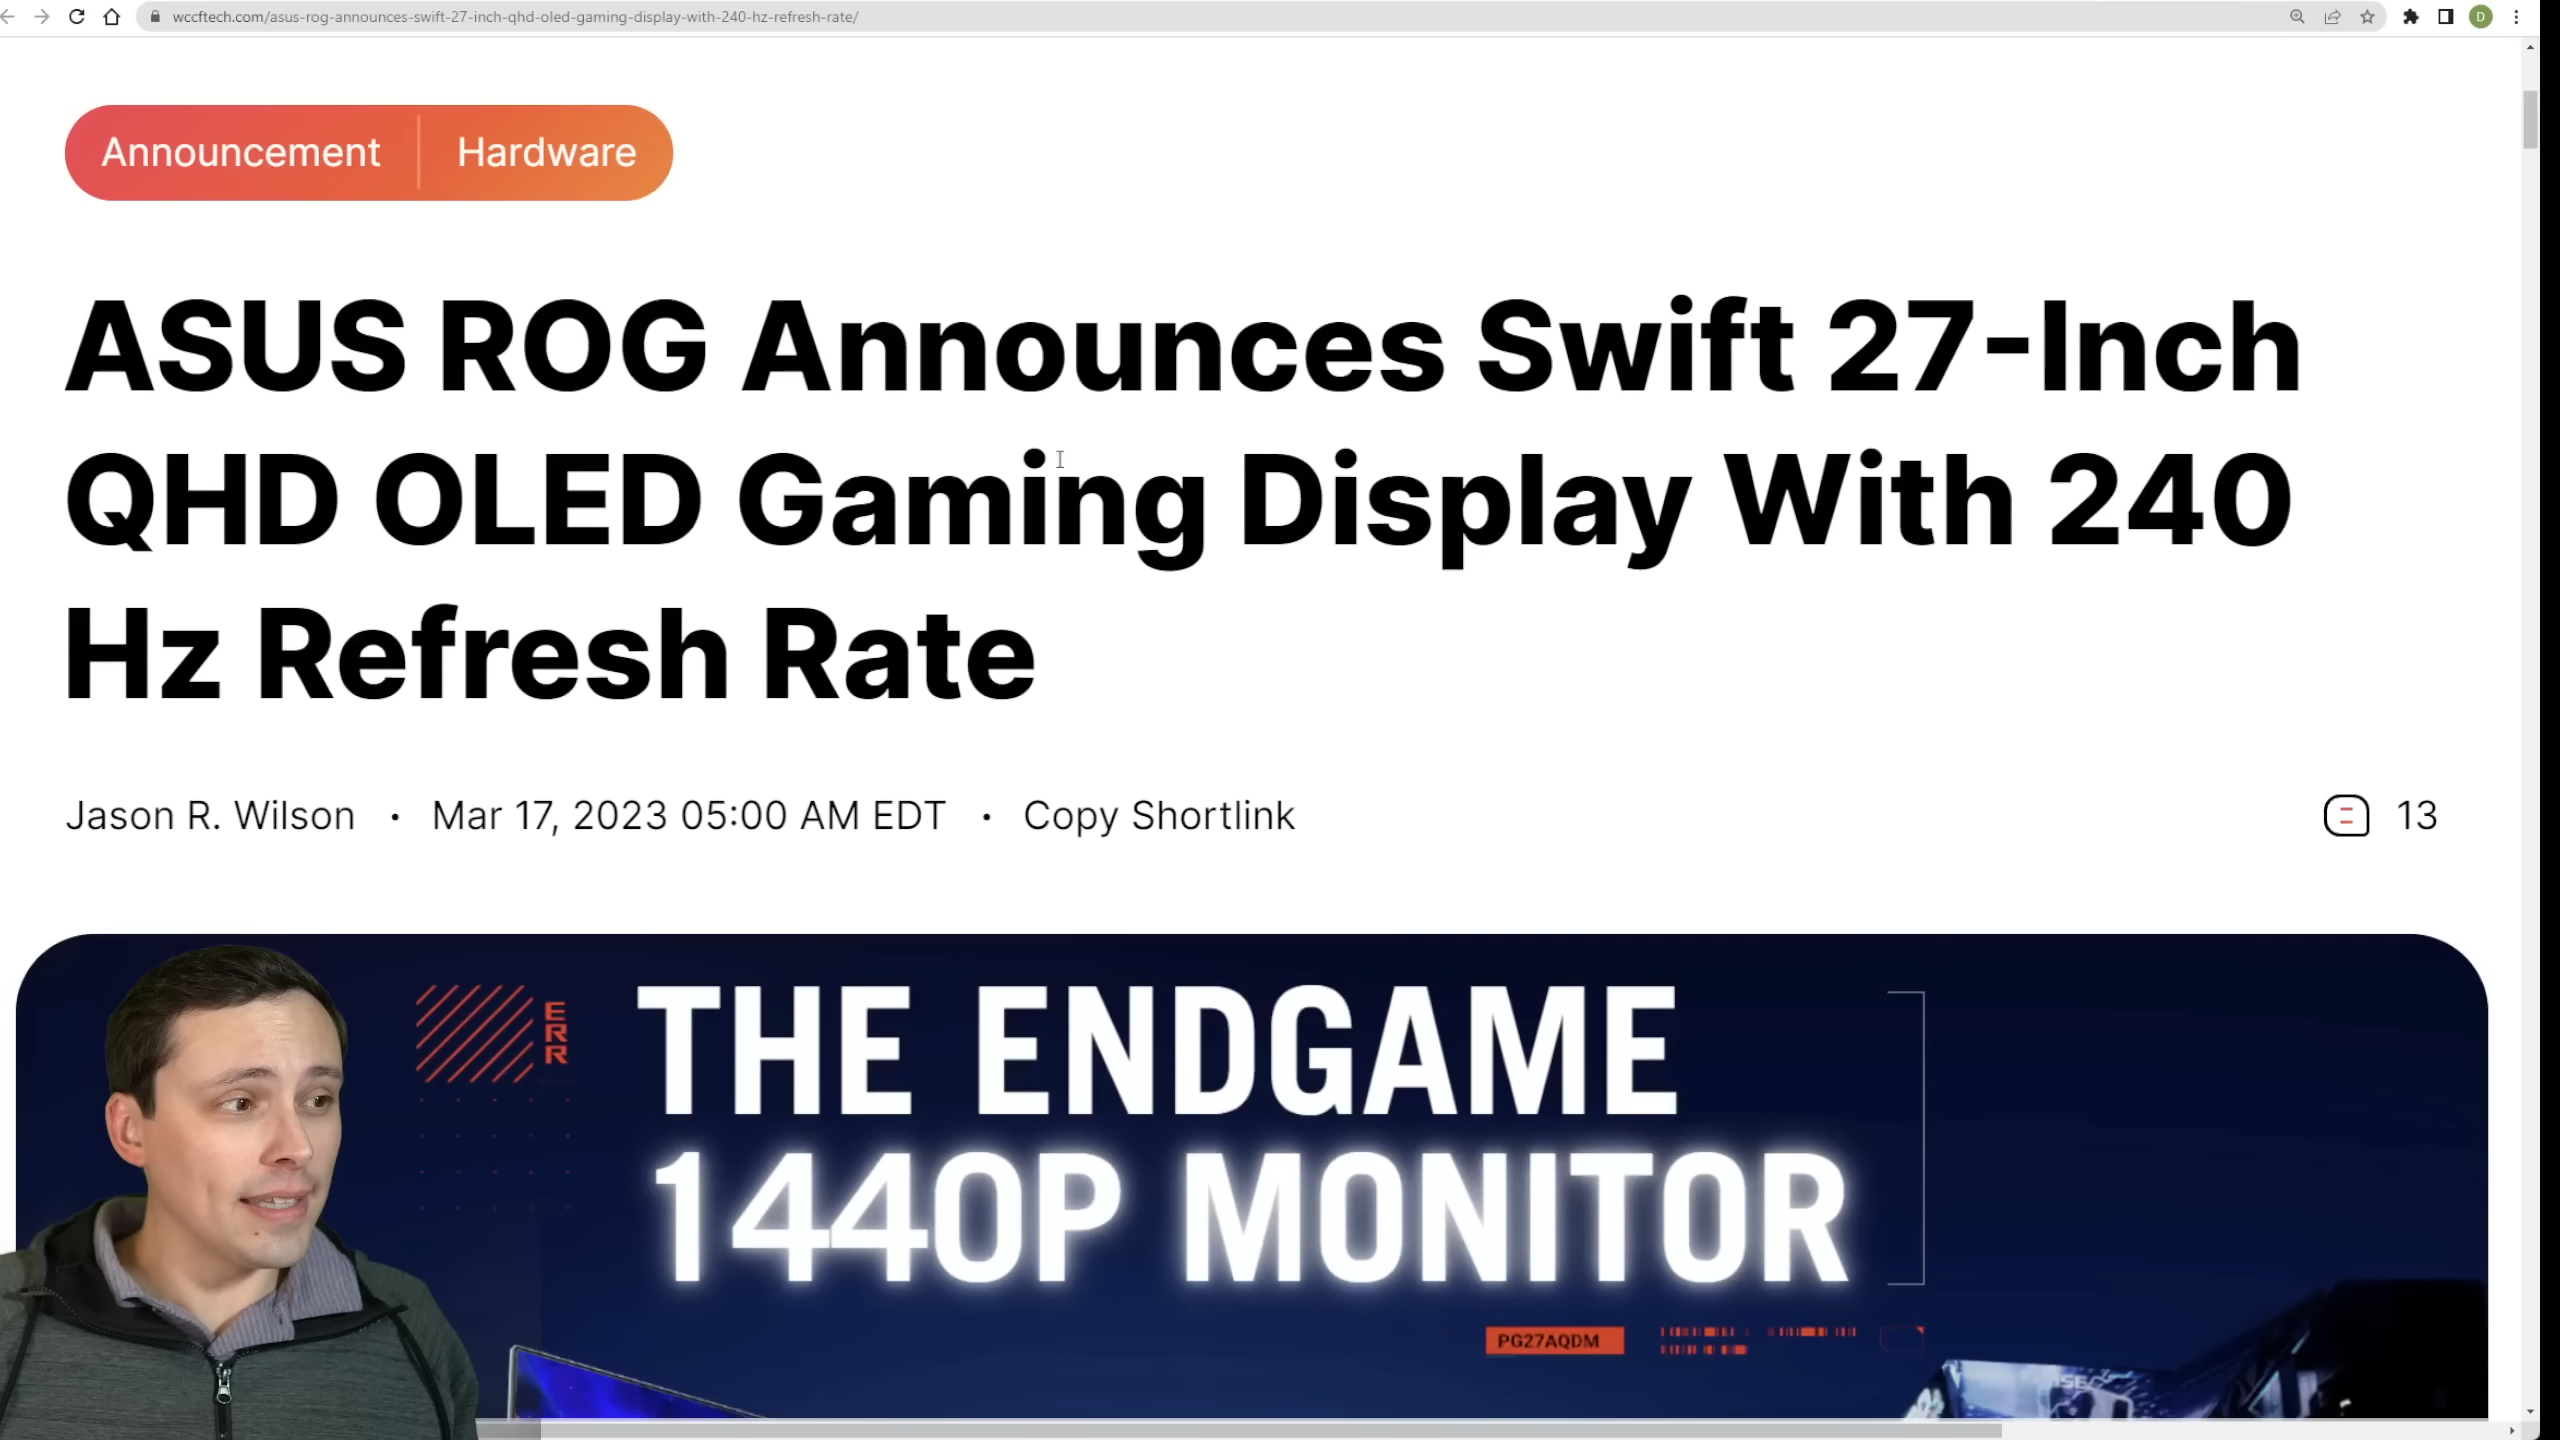 wccftech.com/asus-rog-announces-swift-27-inch-qhd-oled-gaming-display-with-240-hz-refresh-rate/
D
Announcement
Hardware
ASUS ROG Announces Swift 27-Inch
QHD OLED Gaming Display With 240
Hz Refresh Rate
Jason R. Wilson • Mar 17, 2023 05:00 AM EDT • Copy Shortlink
13
ERR
THE ENDGAME
1440P MONITOR
PG27AQDM